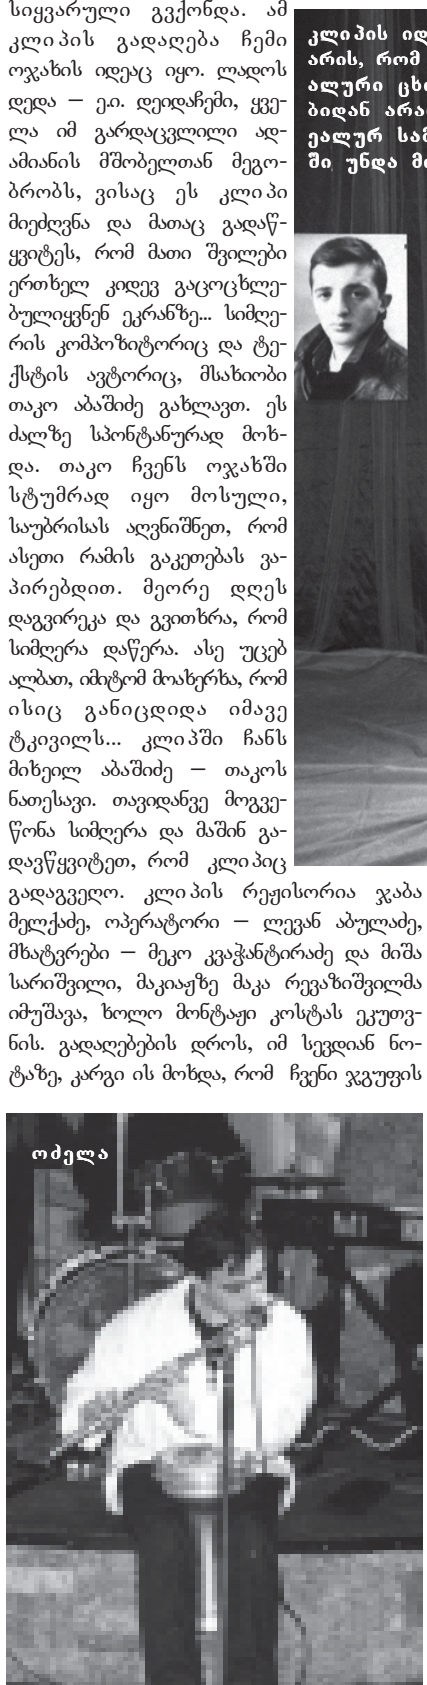 სიყვარული გვქონდა. ამ
კლიპის გადაღება ჩემი
ოჯახის იდეაც იყო. ლადოს
დედა – ე.ი. დეიდაჩემი, ყვე-
ლა იმ გარდაცვლილი ად-
ამიანის მშობელთან მეგო-
ბრობს, ვისაც ეს კლიპი
მიეძღვნა და მათაც გადაწ-
ყვიტეს, რომ მათი შვილები
ერთხელ კიდევ გაცოცხლე-
ბულიყვნენ ეკრანზე... სიმღე-
რის კომპოზიტორიც და ტე-
ქსტის ავტორიც, მსახიობი
თაკო აბაშიძე გახლავთ. ეს
ძალზე სპონტანურად მოხ-
და. თაკო ჩვენს ოჯახში
სტუმრად იყო მოსული,
საუბრისას აღვნიშნეთ, რომ
ასეთი რამის გაკეთებას ვა-
პირებდით. მეორე დღეს
დაგვირეკა და გვითხრა, რომ
სიმღერა დაწერა. ასე უცებ
ალბათ, იმიტომ მოახერხა, რომ
ისიც განიცდიდა იმავე
ტკივილს... კლიპში ჩანს
მიხეილ აბაშიძე – თაკოს
ნათესავი. თავიდანვე მოგვე-
წონა სიმღერა და მაშინ გა-
დავწყვიტეთ, რომ კლიპიც
გადაგვეღო. კლიპის რეჟისორია ჯაბა
მელქაძე, ოპერატორი – ლევან აბულაძე,
მხატვრები – მეკო კვაჭანტირაძე და მიშა
სარიშვილი, მაკიაჟზე მაკა რევაზიშვილმა
იმუშავა, ხოლო მონტაჟი კოსტას ეკუთვ-
ნის. გადაღებების დროს, იმ სევდიან ნო-
ტაზე, კარგი ის მოხდა, რომ ჩვენი ჯგუფის
კლიპის იდ
არის, რომ
ალური ცხ
ბიდან არა
ეალურ სამ
ში უნდა მ
ოძელა